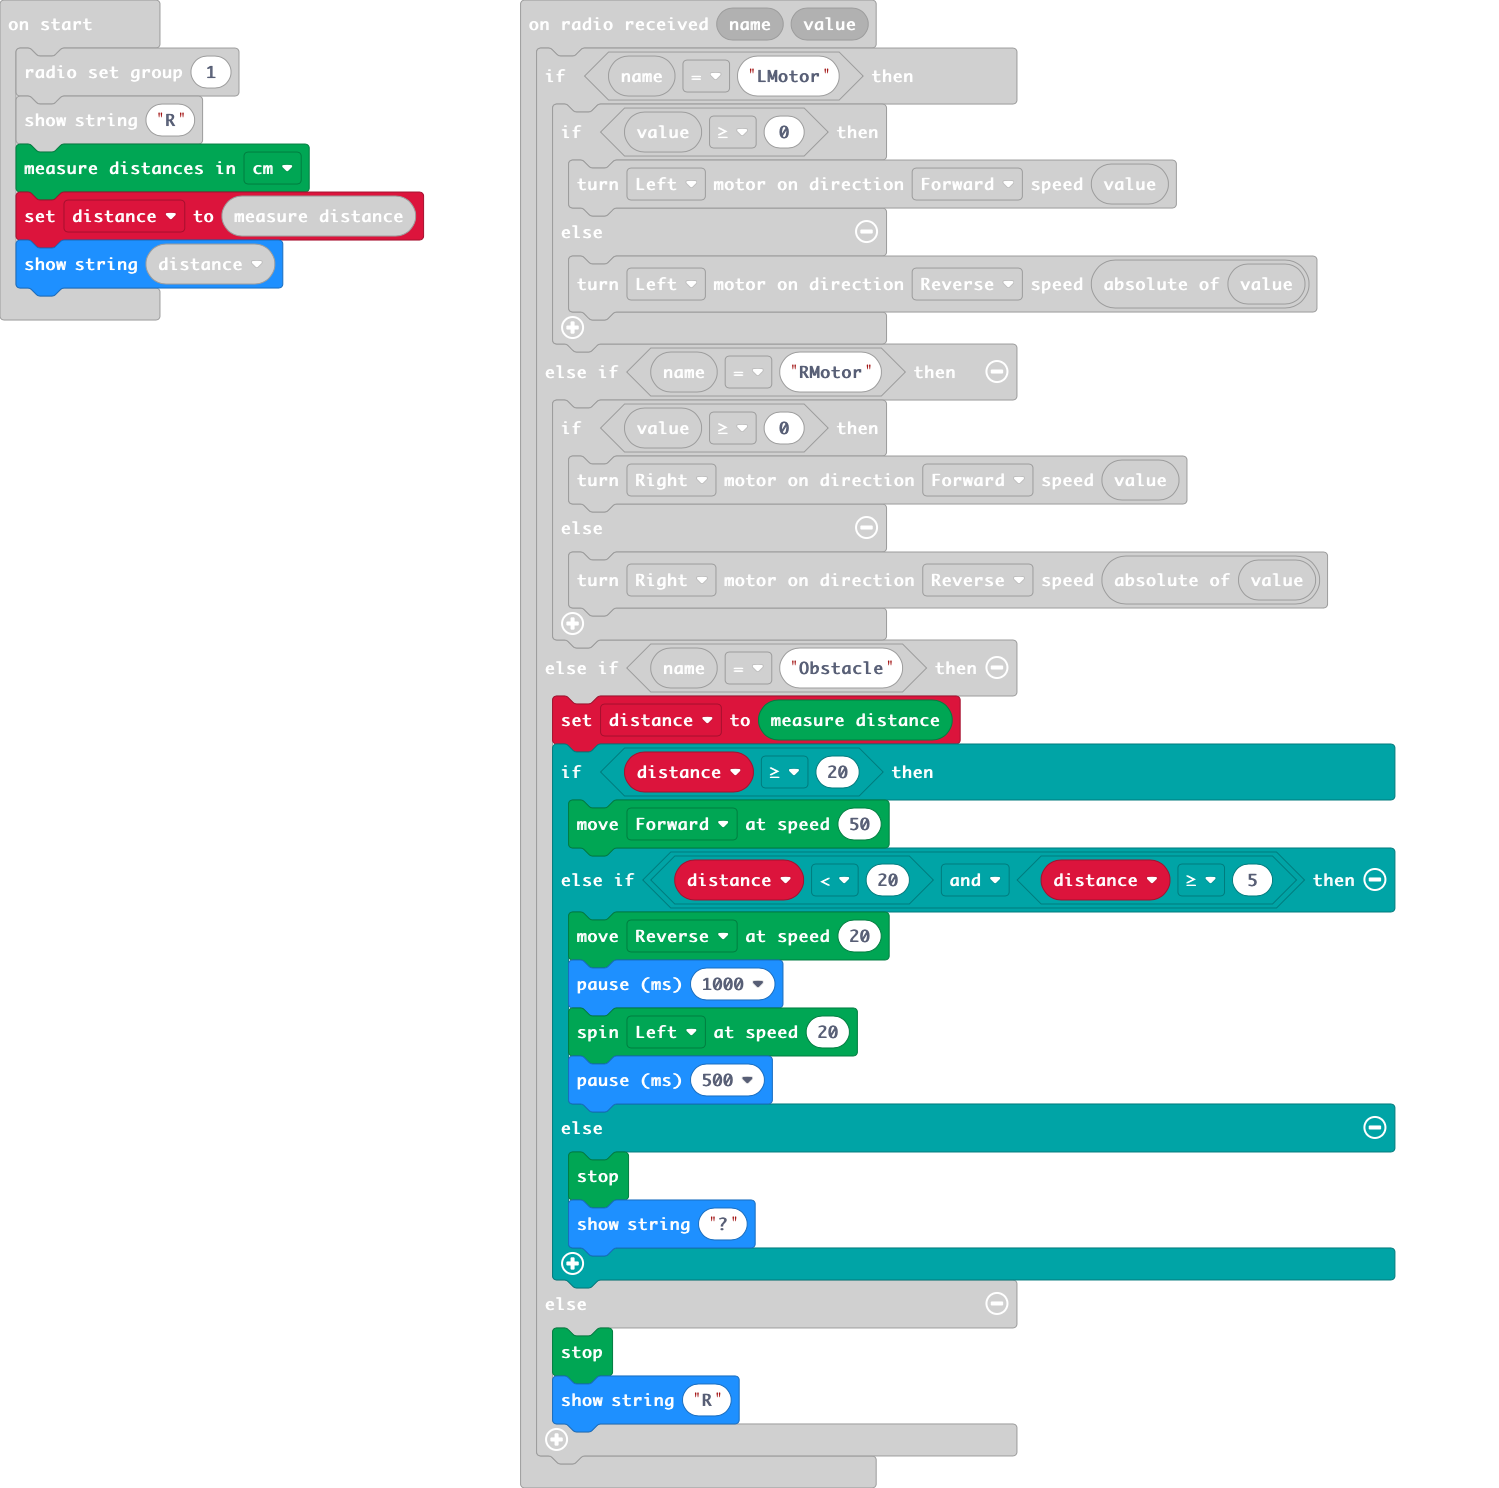 on start
radio set group 1
show string "R"
measure distances in cm
set distance to measure distance
show string distance
on radio received name value
if name = "LMotor" then
if value ≥ 0 then
turn Left motor on direction Forward speed value
else
turn Left motor on direction Reverse speed absolute of value
else if name = "RMotor" then
if value ≥ 0 then
turn Right motor on direction Forward speed value
else
turn Right motor on direction Reverse speed absolute of value
else if name = "Obstacle" then
set distance to measure distance
if distance ≥ 20 then
move Forward at speed 50
else if distance < 20 and distance ≥ 5 then
move Reverse at speed 20
pause (ms) 1000
spin Left at speed 20
pause (ms) 500
else
stop
show string "?"
else
stop
show string "R"